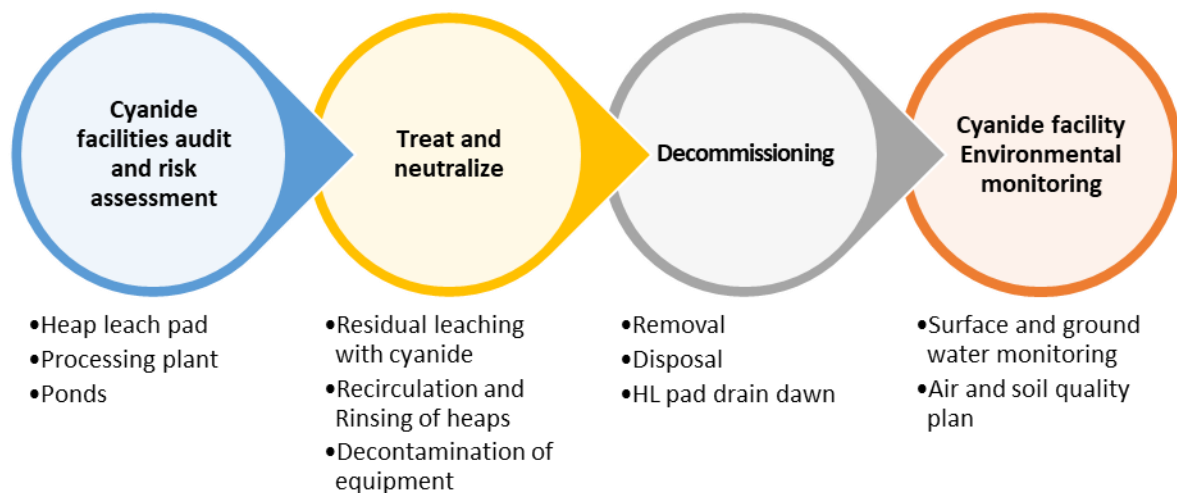 Cyanide
facilities audit
and risk
assessment
•Heap leach pad
•Processing plant
•Ponds
Treat and
neutralize
•Residual leaching
with cyanide
•Recirculation and
Rinsing of heaps
•Decontamination of
equipment
Decommissioning
•Removal
•Disposal
•HL pad drain dawn
Cyanide facility
Environmental
monitoring
•Surface and ground
water monitoring
•Air and soil quality
plan